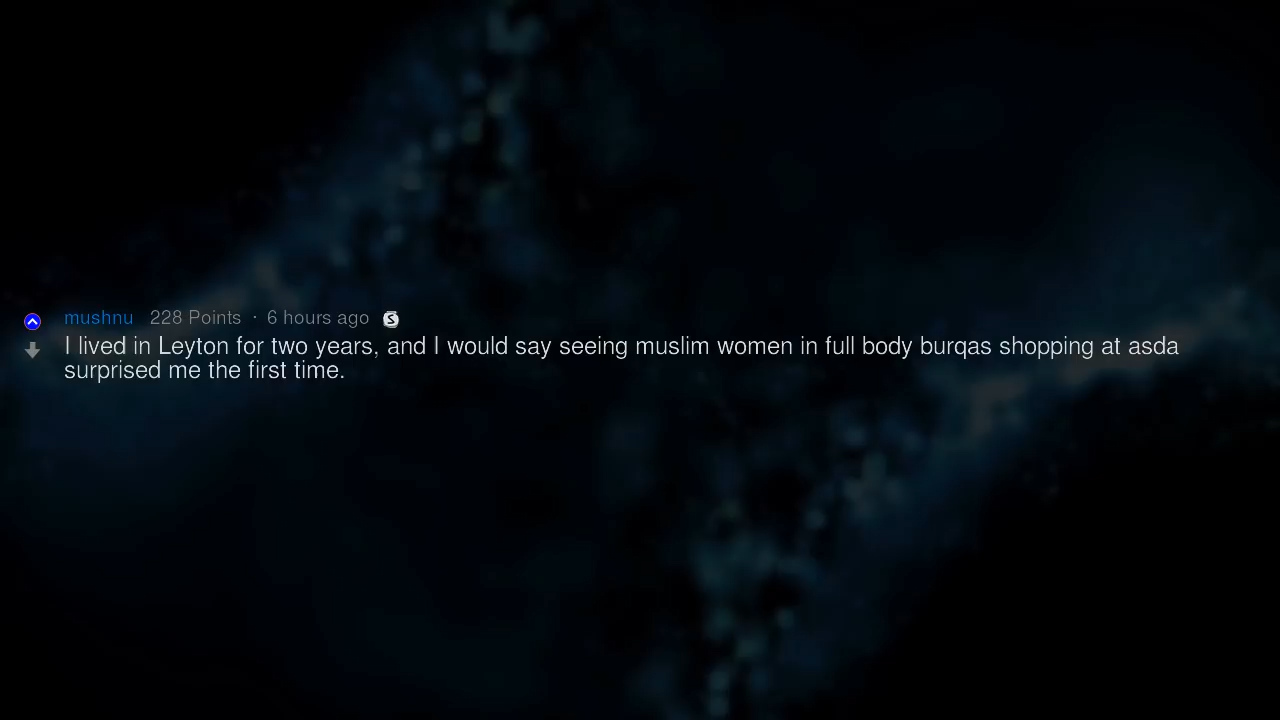 mushnu 228 Points · 6 hours ago S
I lived in Leyton for two years, and I would say seeing muslim women in full body burqas shopping at asda
surprised me the first time.